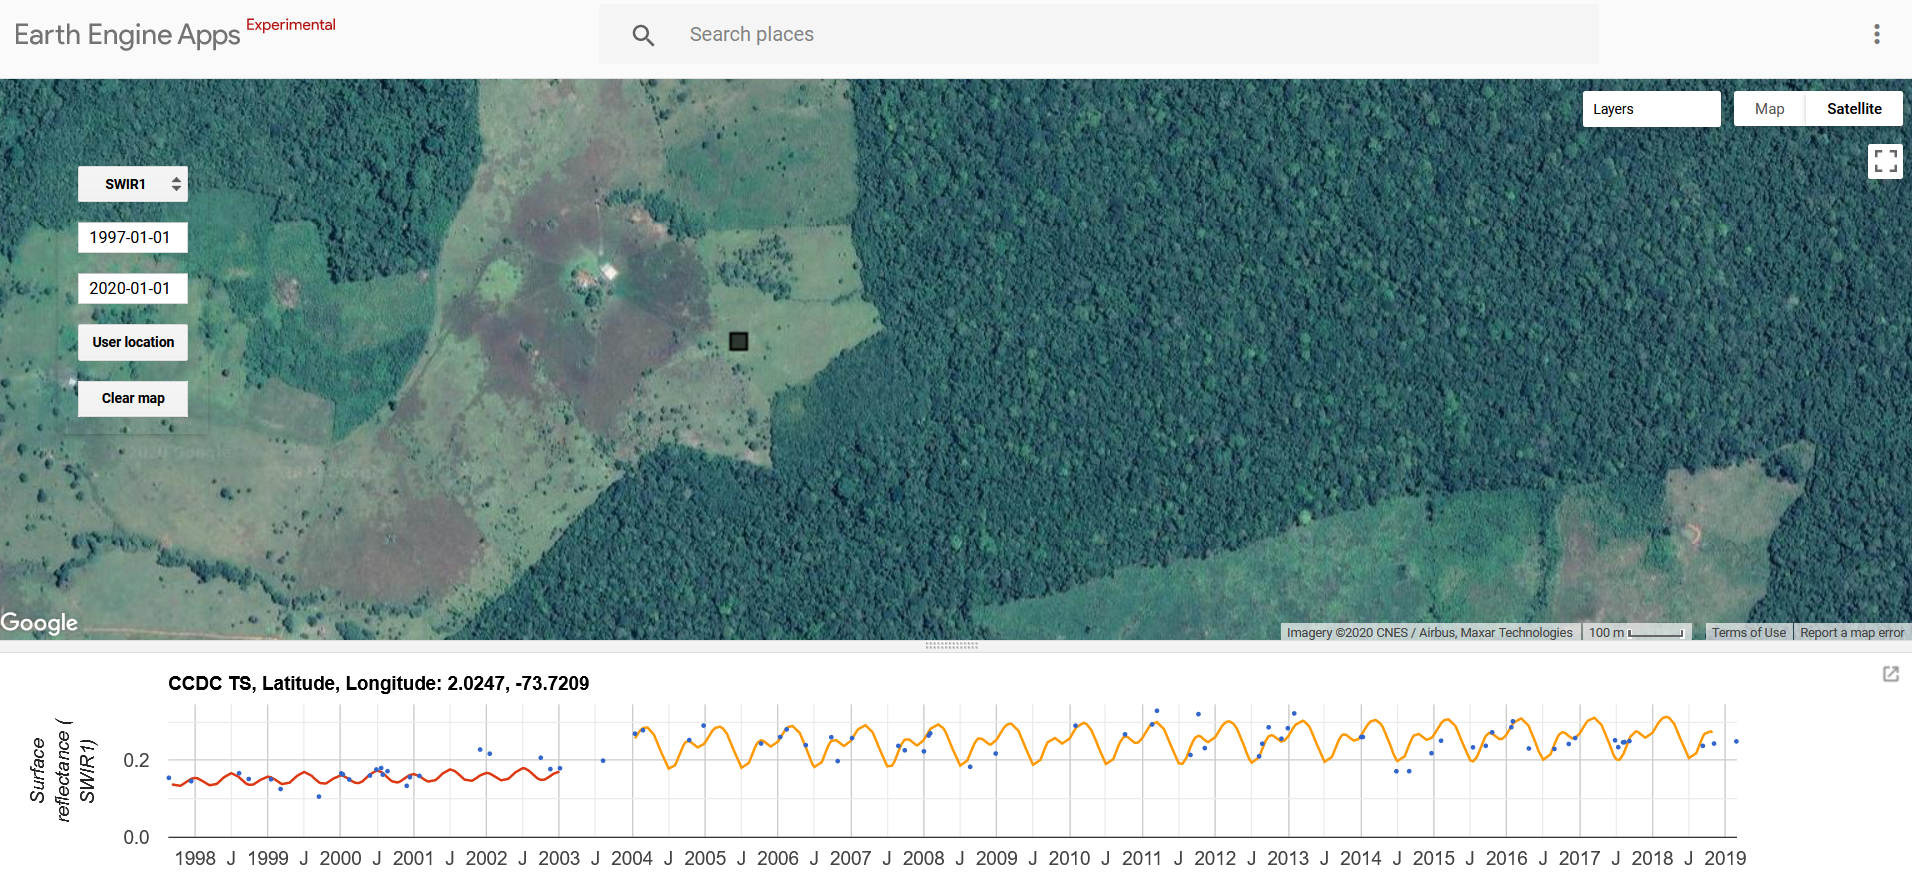 Earth Engine Apps Experimental
Search places
Layers
Map Satellite
SWIR1
1997-01-01
2020-01-01
User location
Clear map
Google
Imagery ©2020 CNES / Airbus, Maxar Technologies 100 m Terms of Use Report a map error
CCDC TS, Latitude, Longitude: 2.0247, -73.7209
Surface
reflectance (
SWIR1)
0.2
0.0
1998 J 1999 J 2000 J 2001 J 2002 J 2003 J 2004 J 2005 J 2006 J 2007 J 2008 J 2009 J 2010 J 2011 J 2012 J 2013 J 2014 J 2015 J 2016 J 2017 J 2018 J 2019